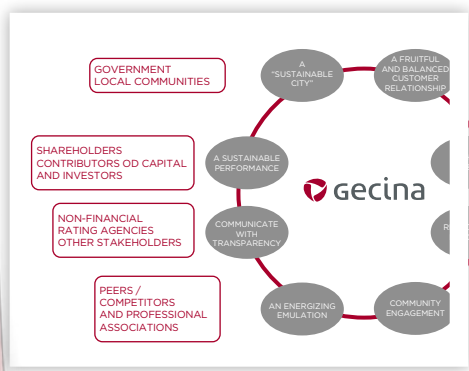 GOVERNMENT
LOCAL COMMUNITIES
A
"SUSTAINABLE
CITY"
A FRUITFUL
AND BALANCED
CUSTOMER
RELATIONSHIP
SHAREHOLDERS
CONTRIBUTORS OD CAPITAL
AND INVESTORS
A SUSTAINABLE
PERFORMANCE
gecina
NON-FINANCIAL
RATING AGENCIES
OTHER STAKEHOLDERS
COMMUNICATE
WITH
TRANSPARENCY
PEERS /
COMPETITORS
AND PROFESSIONAL
ASSOCIATIONS
AN ENERGIZING
EMULATION
COMMUNITY
ENGAGEMENT